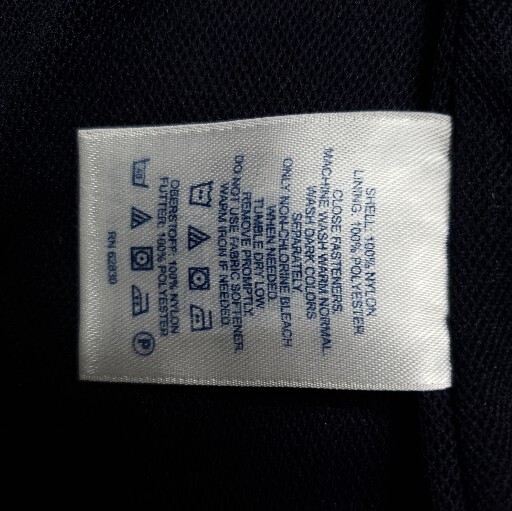 SHELL: 100% NYLON
LINING: 100% POLYESTER
CLOSE FASTENERS.
MACHINE WASH WARM NORMAL.
WASH DARK COLORS
SEPARATELY.
ONLY NON-CHLORINE BLEACH
WHEN NEEDED.
TUMBLE DRY LOW.
REMOVE PROMPTLY.
DO NOT USE FABRIC SOFTENER.
WARM IRON IF NEEDED.
OBERSTOFF: 100% NYLON
FUTTER: 100% POLYESTER
P
RN 62830